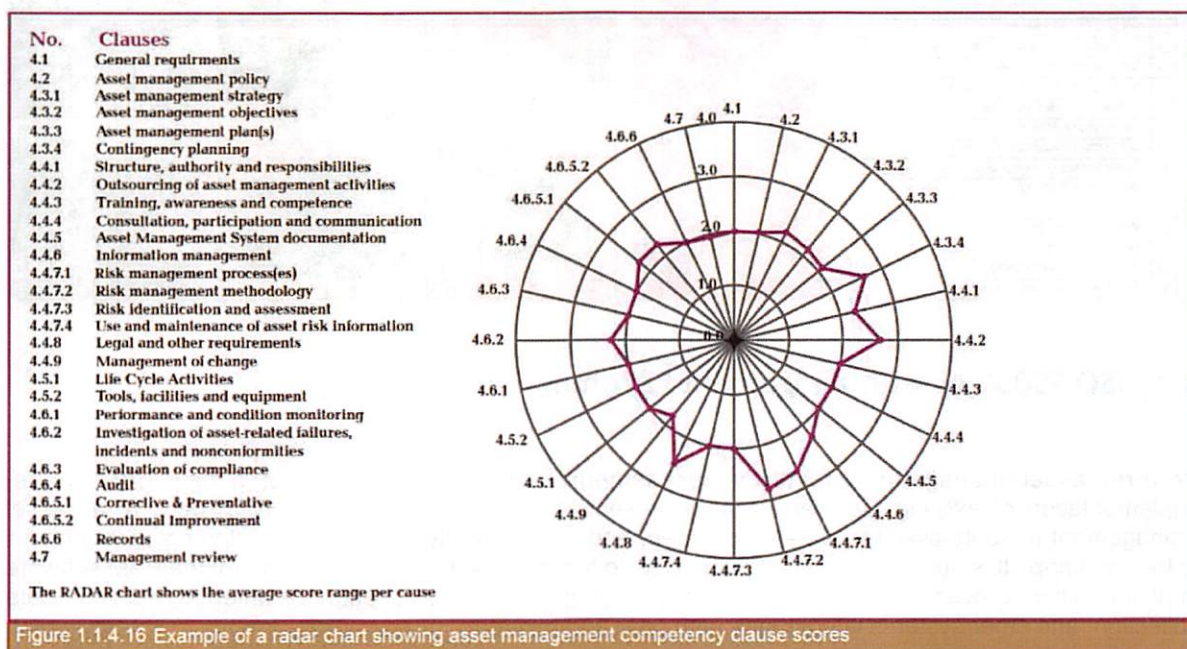 No. Clauses
4.1 General requirments
4.2 Asset management policy
4.3.1 Asset management strategy
4.3.2 Asset management objectives
4.3.3 Asset management plan(s)
4.3.4 Contingency planning
4.4.1 Structure, authority and responsibilities
4.4.2 Outsourcing of asset management activities
4.4.3 Training, awareness and competence
4.4.4 Consultation, participation and communication
4.4.5 Asset Management System documentation
4.4.6 Information management
4.4.7.1 Risk management process(es)
4.4.7.2 Risk management methodology
4.4.7.3 Risk identification and assessment
4.4.7.4 Use and maintenance of asset risk information
4.4.8 Legal and other requirements
4.4.9 Management of change
4.5.1 Life Cycle Activities
4.5.2 Tools, facilities and equipment
4.6.1 Performance and condition monitoring
4.6.2 Investigation of asset-related failures,
incidents and nonconformities
4.6.3 Evaluation of compliance
4.6.4 Audit
4.6.5.1 Corrective & Preventative
4.6.5.2 Continual Improvement
4.6.6 Records
4.7 Management review
The RADAR chart shows the average score range per cause
4.1
4.2
4.3.1
4.3.2
4.3.3
4.3.4
4.4.1
4.4.2
4.4.3
4.4.4
4.4.5
4.4.6
4.4.7.1
4.4.7.2
4.4.7.3
4.4.7.4
4.4.8
4.4.9
4.5.1
4.5.2
4.6.1
4.6.2
4.6.3
4.6.4
4.6.5.1
4.6.5.2
4.6.6
4.7
4.0
3.0
2.0
1.0
0.0
Figure 1.1.4.16 Example of a radar chart showing asset management competency clause scores